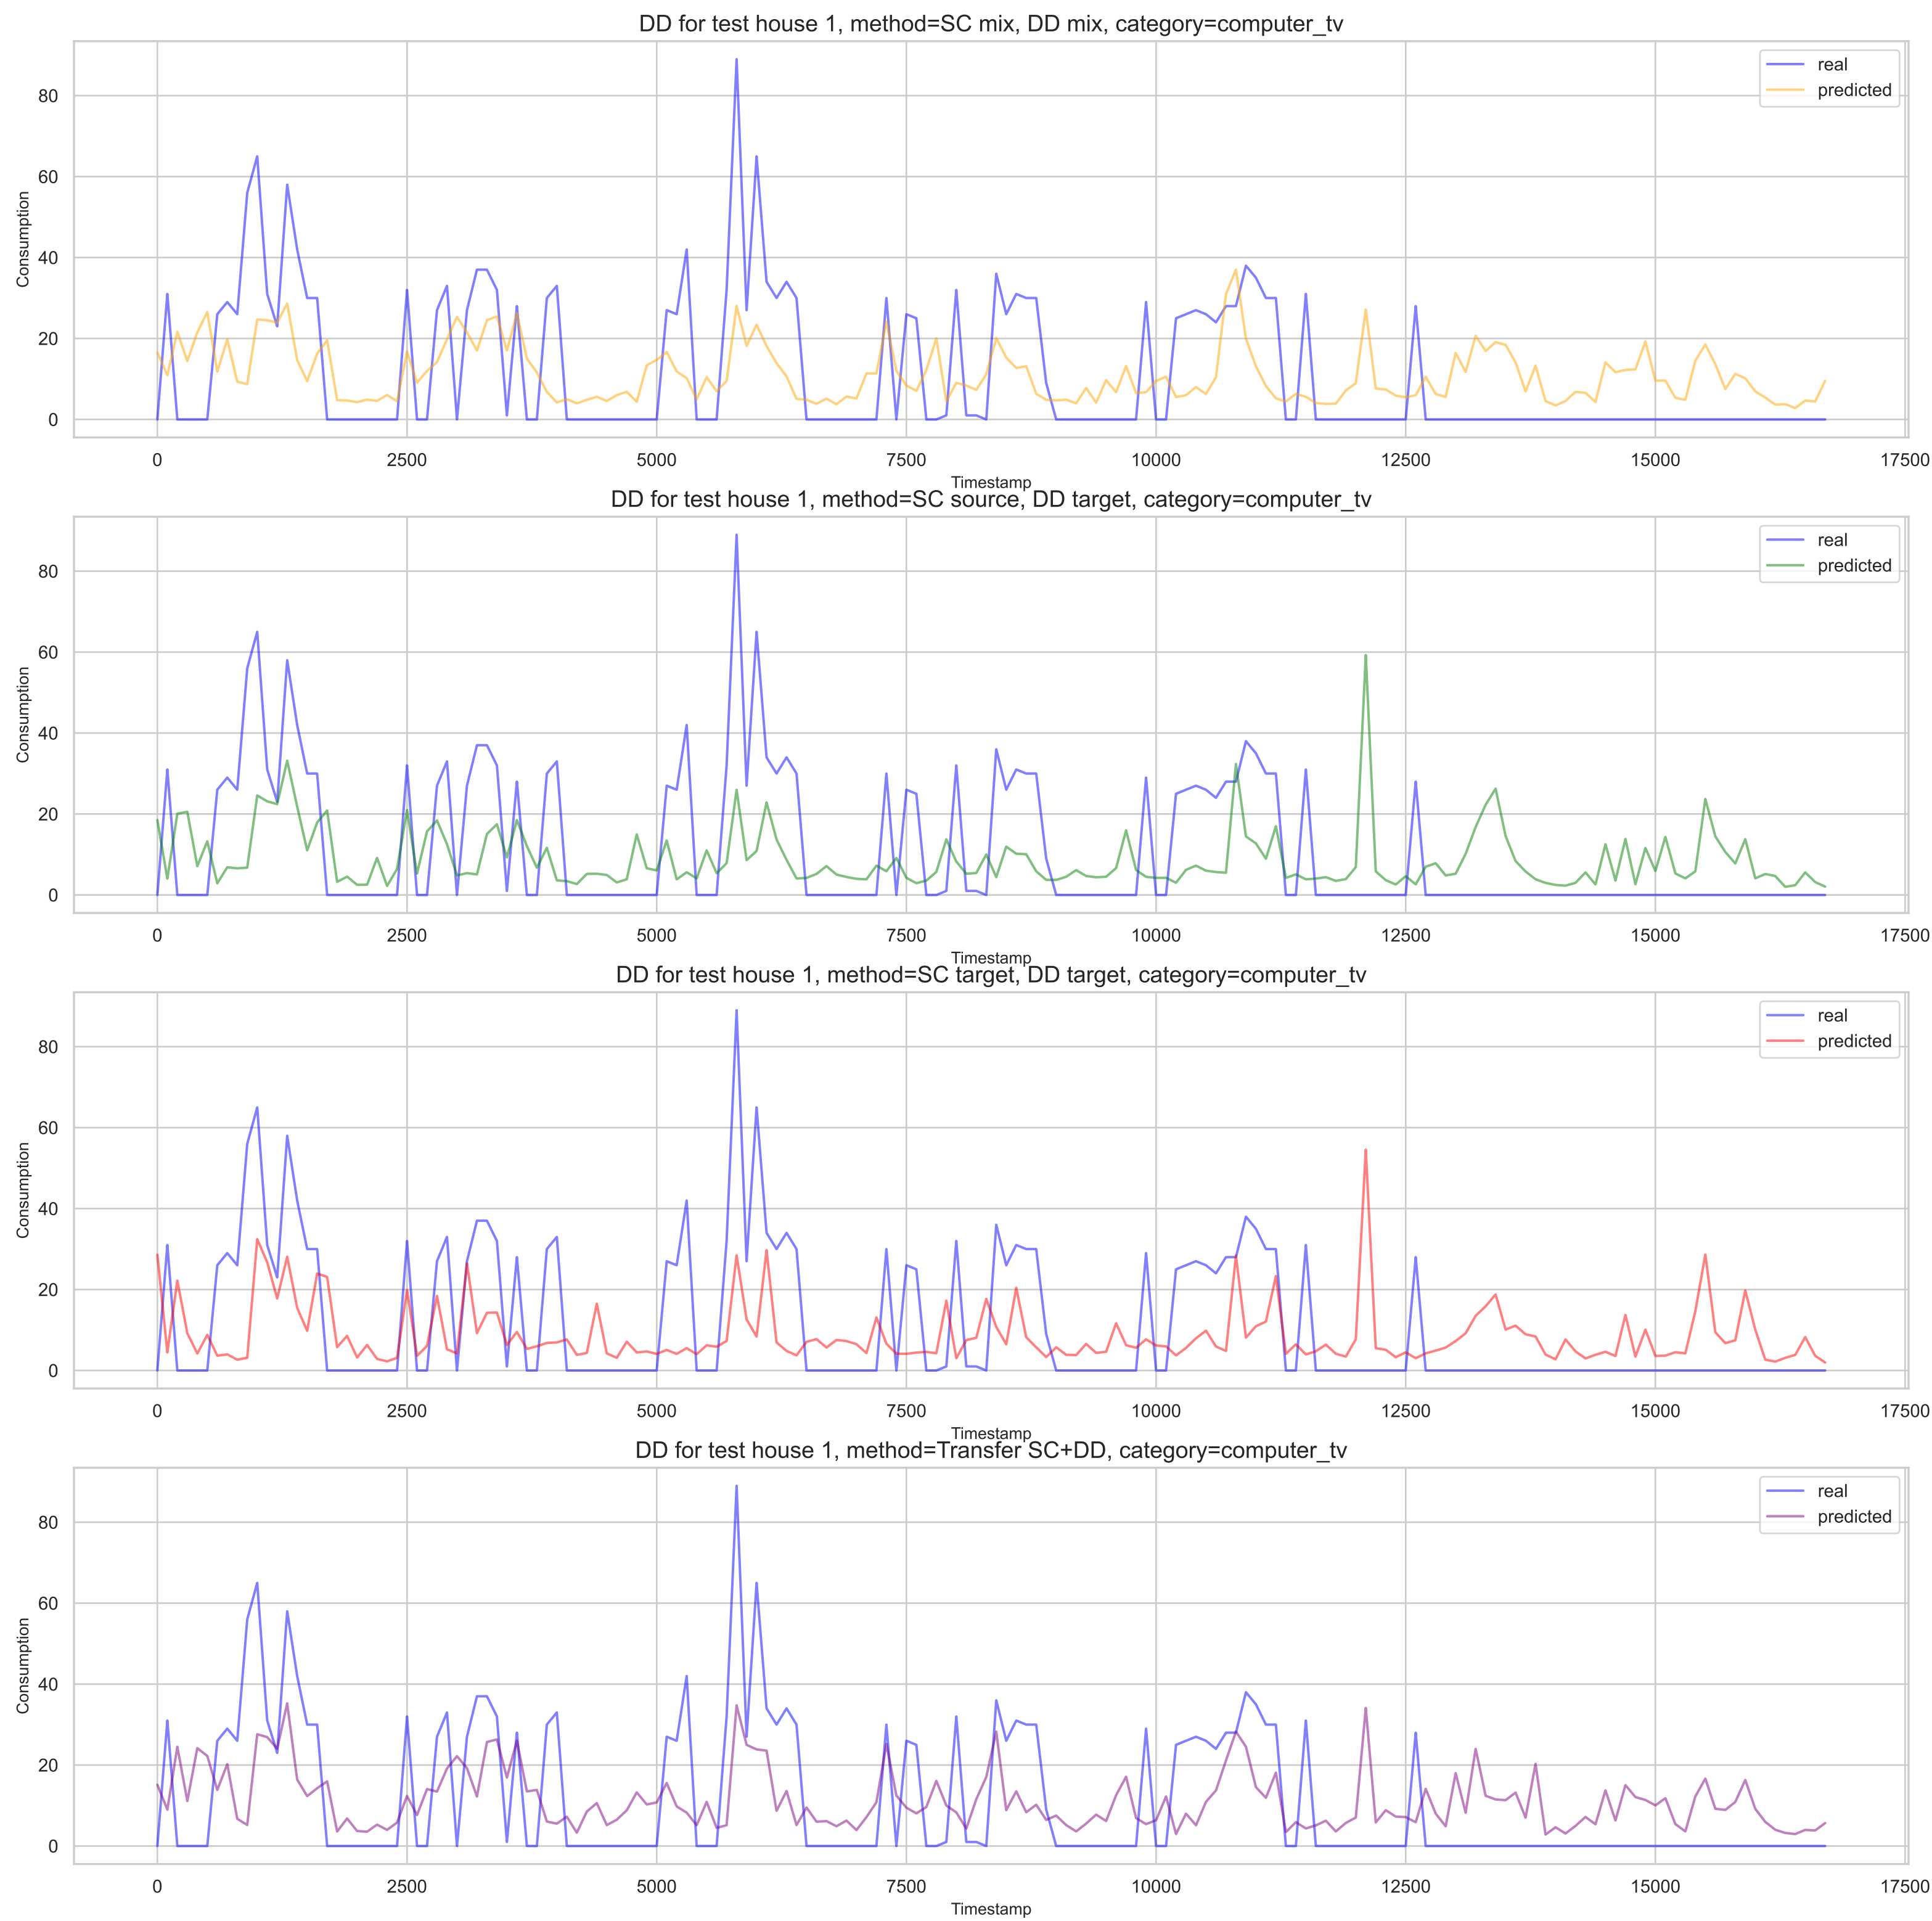 DD for test house 1, method=SC mix, DD mix, category=computer_tv
real
predicted
Consumption
80
60
40
20
0
0 2500 5000 7500 10000 12500 15000 17500
Timestamp
DD for test house 1, method=SC source, DD target, category=computer_tv
real
predicted
Consumption
80
60
40
20
0
0 2500 5000 7500 10000 12500 15000 17500
Timestamp
DD for test house 1, method=SC target, DD target, category=computer_tv
real
predicted
Consumption
80
60
40
20
0
0 2500 5000 7500 10000 12500 15000 17500
Timestamp
DD for test house 1, method=Transfer SC+DD, category=computer_tv
real
predicted
Consumption
80
60
40
20
0
0 2500 5000 7500 10000 12500 15000 17500
Timestamp